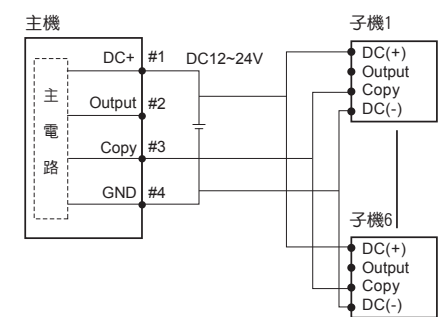 主機
子機1
DC+ #1 DC12~24V
主電路
Output #2
Copy #3
GND #4
DC(+)
Output
Copy
DC(-)
子機6
DC(+)
Output
Copy
DC(-)